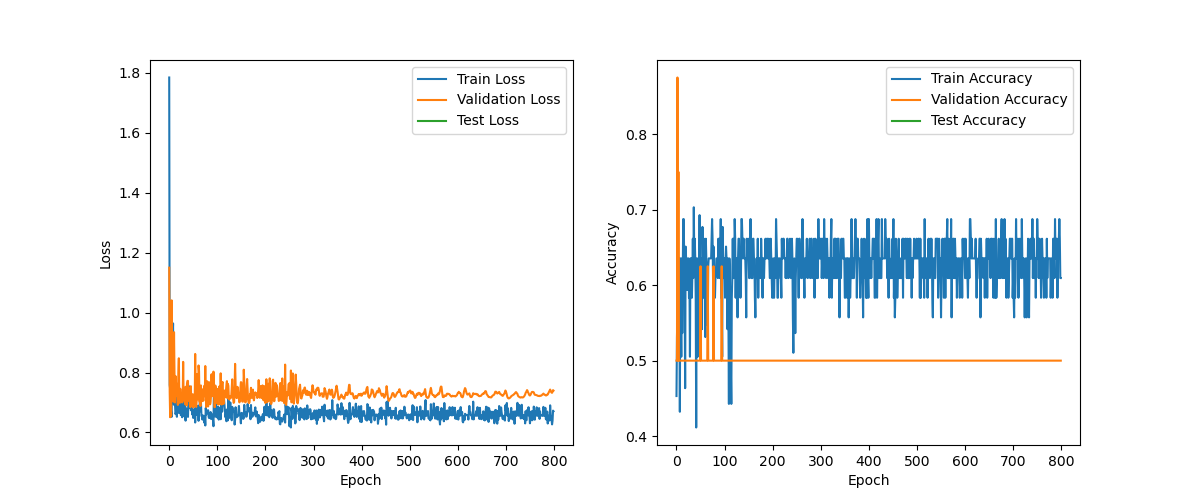 Train Loss
Validation Loss
Test Loss
1.8
1.6
1.4
1.2
1.0
0.8
0.6
Loss
0 100 200 300 400 500 600 700 800
Epoch
Train Accuracy
Validation Accuracy
Test Accuracy
0.8
0.7
0.6
0.5
0.4
Accuracy
0 100 200 300 400 500 600 700 800
Epoch